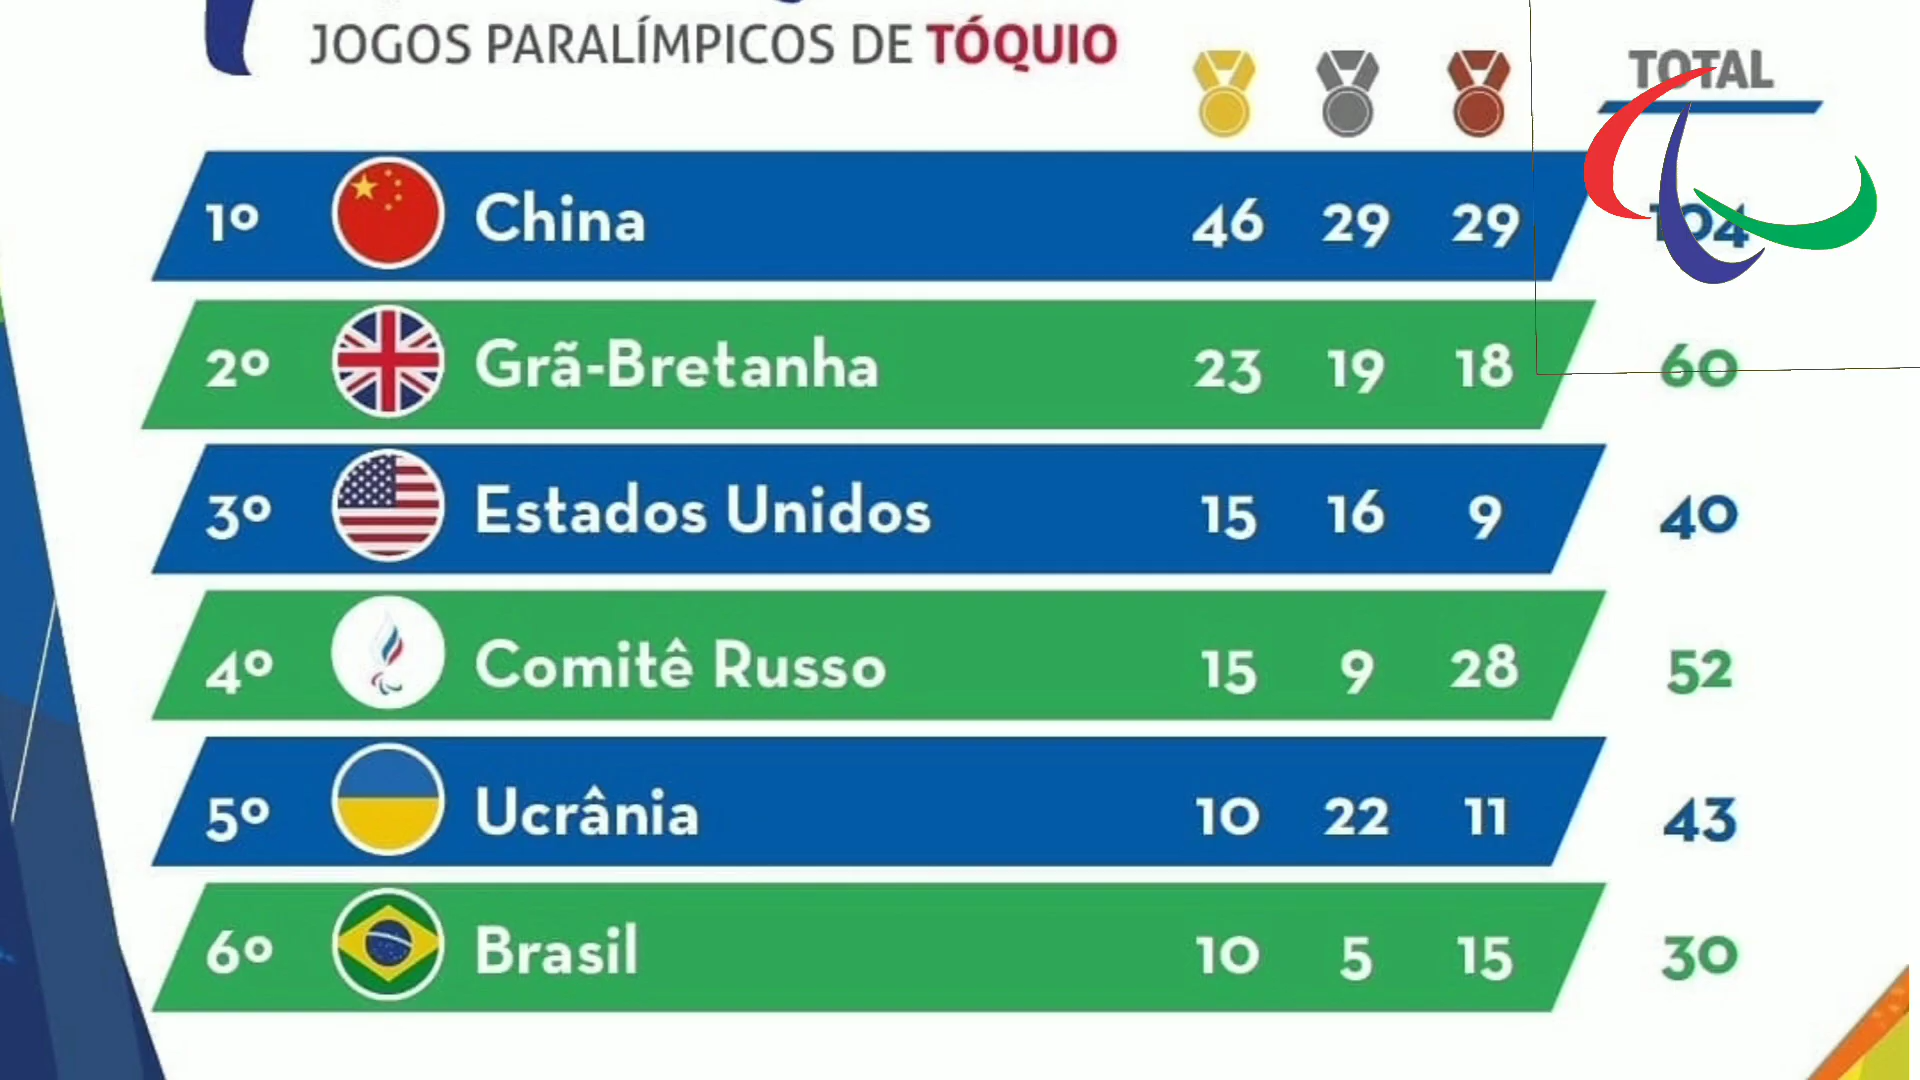 JOGOS PARALÍMPICOS DE TÓQUIO
TOTAL
1º China 46 29 29 104
2º Grã-Bretanha 23 19 18 60
3º Estados Unidos 15 16 9 40
4º Comitê Russo 15 9 28 52
5º Ucrânia 10 22 11 43
6º Brasil 10 5 15 30